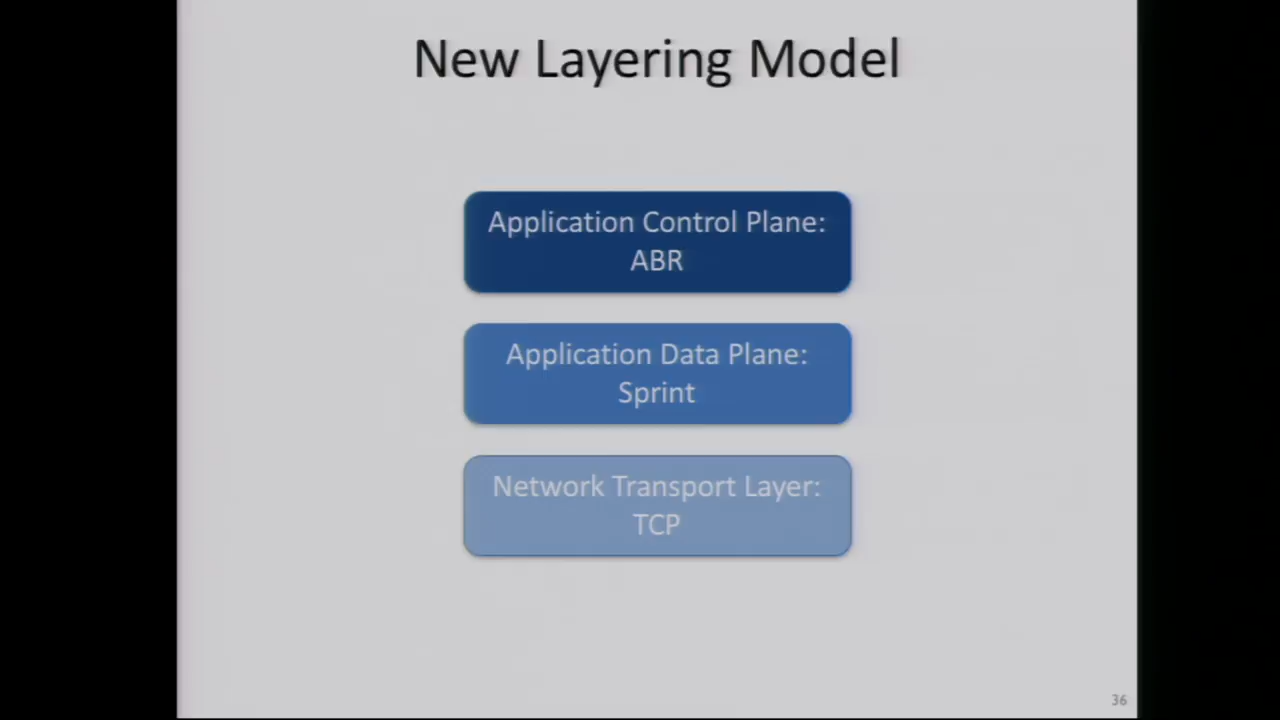 New Layering Model
Application Control Plane:
ABR
Application Data Plane:
Sprint
Network Transport Layer:
TCP
36